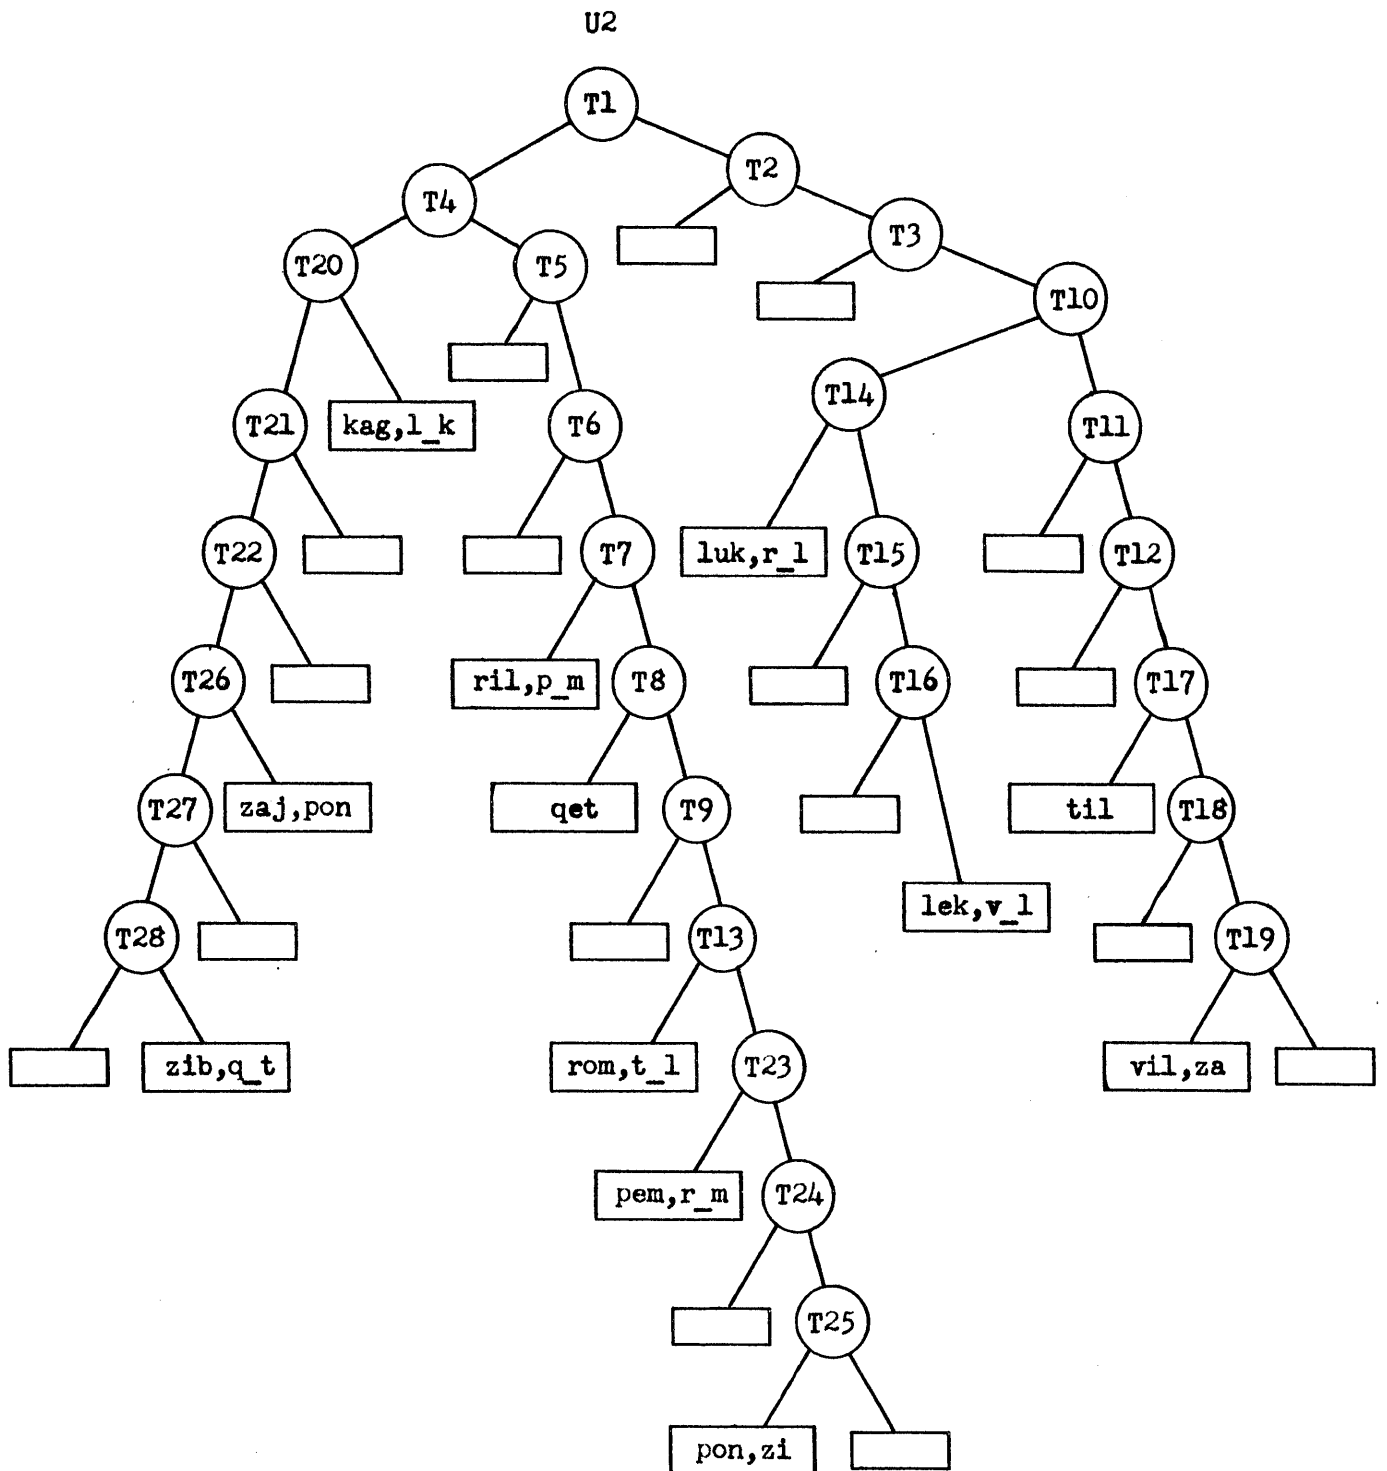 U2
T1
T2
T4
T3
T20
T5
T10
T14
T21
kag,l_k
T6
T11
T22
T7
luk,r_l
T15
T12
T26
ril,p_m
T8
T16
T17
T27
zaj,pon
qet
T9
til
T18
lek,v_l
T28
T13
T19
zib,q_t
rom,t_l
T23
vil,za
pem,r_m
T24
T25
pon,zi